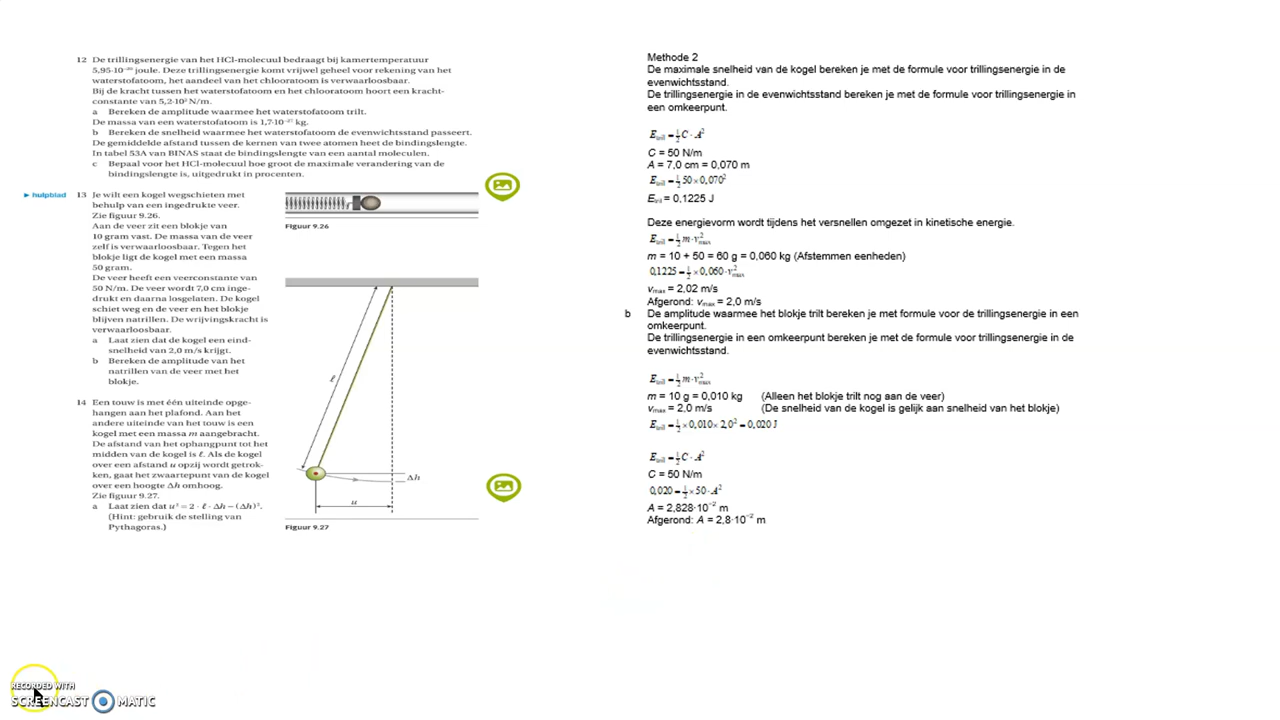 12 De trillingsenergie van het HCl-molecuul bedraagt bij kamertemperatuur
5,95·10⁻²⁰ joule. Deze trillingsenergie komt vrijwel geheel voor rekening van het
waterstofatoom, het aandeel van het chlooratoom is verwaarloosbaar.
Bij de kracht tussen het waterstofatoom en het chlooratoom hoort een kracht-
constante van 5,2·10² N/m.
a Bereken de amplitude waarmee het waterstofatoom trilt.
De massa van een waterstofatoom is 1,7·10⁻²⁷ kg.
b Bereken de snelheid waarmee het waterstofatoom de evenwichtsstand passeert.
De gemiddelde afstand tussen de kernen van twee atomen heet de bindingslengte.
In tabel 53A van BINAS staat de bindingslengte van een aantal moleculen.
c Bepaal voor het HCl-molecuul hoe groot de maximale verandering van de
bindingslengte is, uitgedrukt in procenten.
► hulpblad
13 Je wilt een kogel wegschieten met
behulp van een ingedrukte veer.
Zie figuur 9.26.
Aan de veer zit een blokje van
10 gram vast. De massa van de veer
zelf is verwaarloosbaar. Tegen het
blokje ligt de kogel met een massa
50 gram.
De veer heeft een veerconstante van
50 N/m. De veer wordt 7,0 cm inge-
drukt en daarna losgelaten. De kogel
schiet weg en de veer en het blokje
blijven natrillen. De wrijvingskracht is
verwaarloosbaar.
a Laat zien dat de kogel een eind-
snelheid van 2,0 m/s krijgt.
b Bereken de amplitude van het
natrillen van de veer met het
blokje.
14 Een touw is met één uiteinde opge-
hangen aan het plafond. Aan het
andere uiteinde van het touw is een
kogel met een massa m aangebracht.
De afstand van het ophangpunt tot het
midden van de kogel is ℓ. Als de kogel
over een afstand u opzij wordt getrok-
ken, gaat het zwaartepunt van de kogel
over een hoogte Δh omhoog.
Zie figuur 9.27.
a Laat zien dat u² = 2 · ℓ · Δh − (Δh)².
(Hint: gebruik de stelling van
Pythagoras.)
Figuur 9.26
ℓ
Δh
u
Figuur 9.27
Methode 2
De maximale snelheid van de kogel bereken je met de formule voor trillingsenergie in de
evenwichtsstand.
De trillingsenergie in de evenwichtsstand bereken je met de formule voor trillingsenergie in
een omkeerpunt.
E_tril = ½C · A²
C = 50 N/m
A = 7,0 cm = 0,070 m
E_tril = ½50 × 0,070²
E_tril = 0,1225 J
Deze energievorm wordt tijdens het versnellen omgezet in kinetische energie.
E_tril = ½m · v²_max
m = 10 + 50 = 60 g = 0,060 kg (Afstemmen eenheden)
0,1225 = ½ × 0,060 · v²_max
v_max = 2,02 m/s
Afgerond: v_max = 2,0 m/s
b De amplitude waarmee het blokje trilt bereken je met formule voor de trillingsenergie in een
omkeerpunt.
De trillingsenergie in een omkeerpunt bereken je met formule voor de trillingsenergie in de
evenwichtsstand.
E_tril = ½m · v²_max
m = 10 g = 0,010 kg (Alleen het blokje trilt nog aan de veer)
v_max = 2,0 m/s (De snelheid van de kogel is gelijk aan snelheid van het blokje)
E_tril = ½ × 0,010 × 2,0² = 0,020 J
E_tril = ½C · A²
C = 50 N/m
0,020 = ½ × 50 · A²
A = 2,828·10⁻² m
Afgerond: A = 2,8·10⁻² m
RECORDED WITH
SCREENCAST MATIC